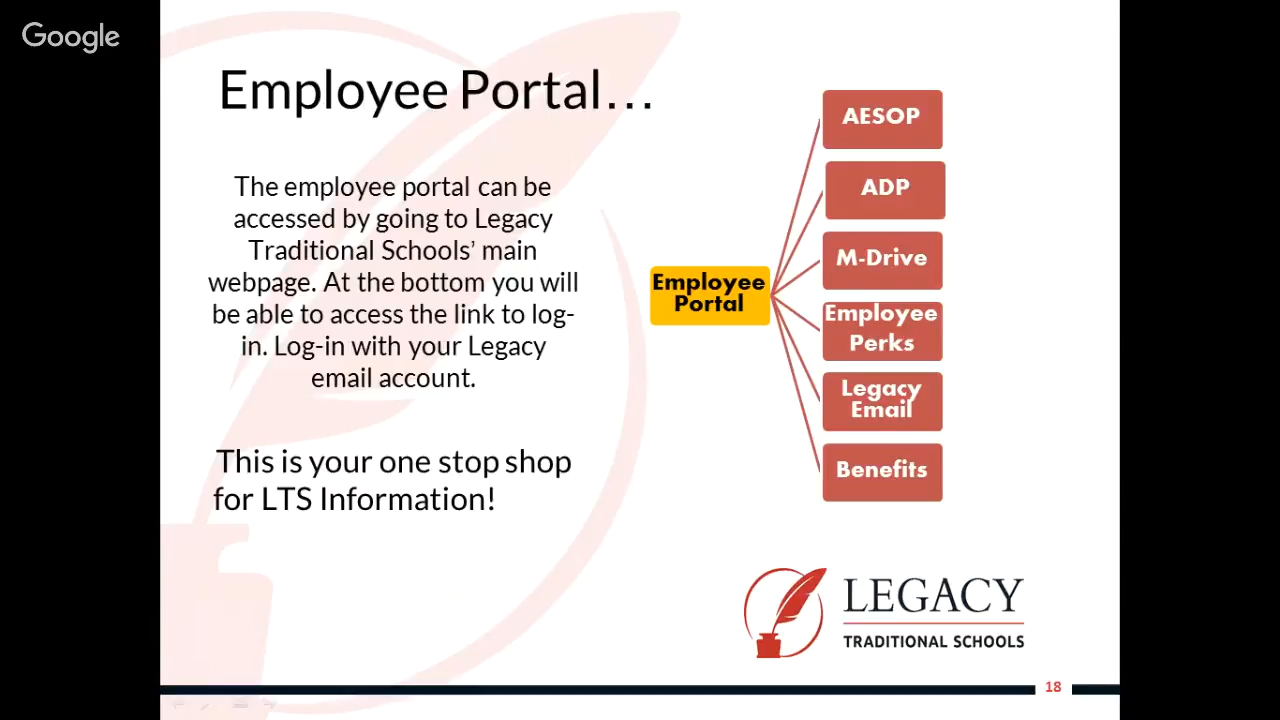 Google
Employee Portal...
The employee portal can be
accessed by going to Legacy
Traditional Schools' main
webpage. At the bottom you will
be able to access the link to log-
in. Log-in with your Legacy
email account.
This is your one stop shop
for LTS Information!
Employee
Portal
AESOP
ADP
M-Drive
Employee
Perks
Legacy
Email
Benefits
LEGACY
TRADITIONAL SCHOOLS
18